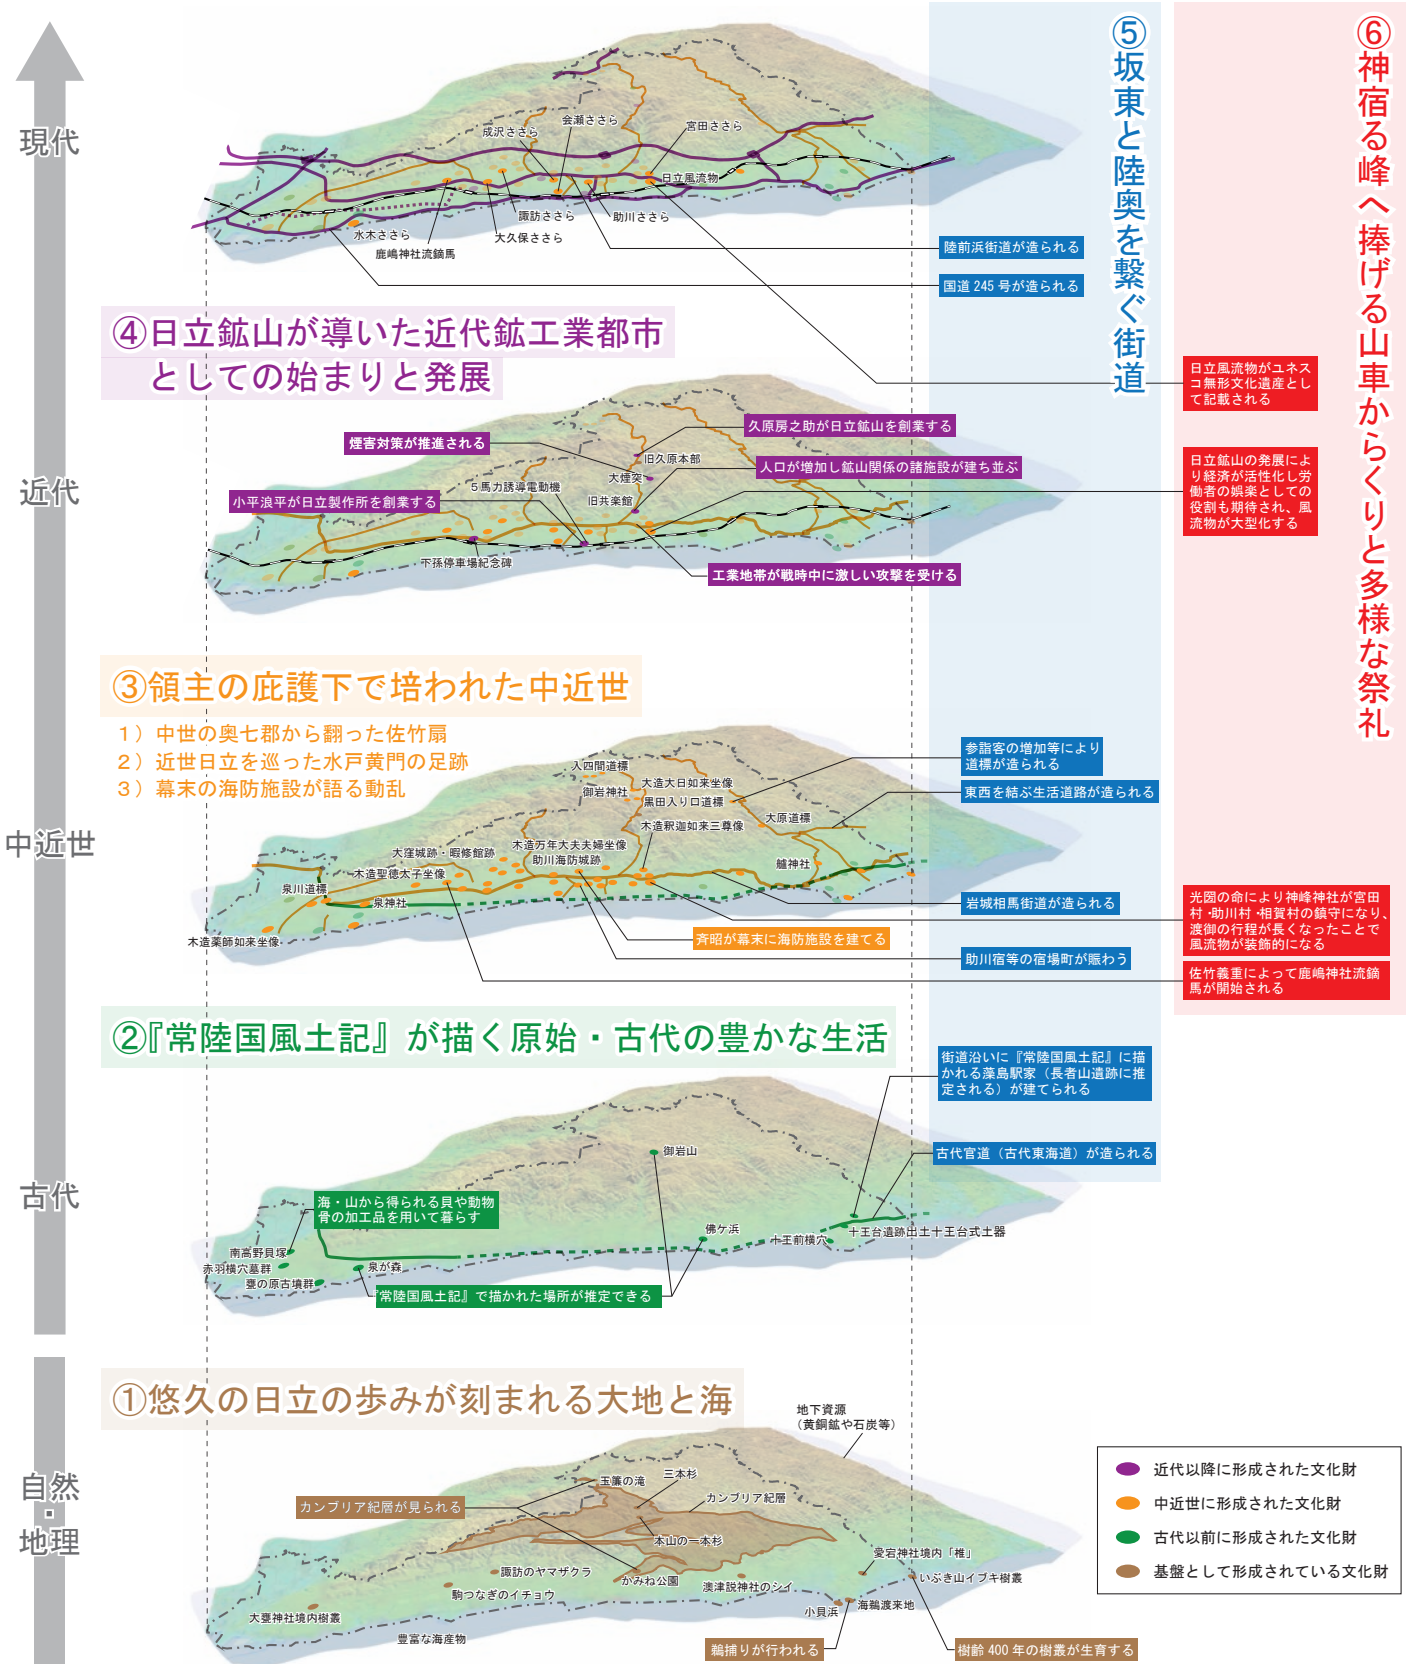 現代
成沢ささら
会瀬ささら
宮田ささら
日立風流物
諏訪ささら
助川ささら
大久保ささら
水木ささら
鹿嶋神社流鏑馬
陸前浜街道が造られる
国道 245 号が造られる
⑤坂東と陸奥を繋ぐ街道
⑥神宿る峰へ捧げる山車からくりと多様な祭礼
④日立鉱山が導いた近代鉱工業都市
としての始まりと発展
日立風流物がユネス
コ無形文化遺産とし
て記載される
近代
煙害対策が推進される
久原房之助が日立鉱山を創業する
旧久原本部
人口が増加し鉱山関係の諸施設が建ち並ぶ
大煙突
5馬力誘導電動機
旧共楽館
小平浪平が日立製作所を創業する
日立鉱山の発展によ
り経済が活性化し労
働者の娯楽としての
役割も期待され、風
流物が大型化する
下孫停車場紀念碑
工業地帯が戦時中に激しい攻撃を受ける
③領主の庇護下で培われた中近世
1）中世の奥七郡から翻った佐竹扇
2）近世日立を巡った水戸黄門の足跡
3）幕末の海防施設が語る動乱
中近世
入四間道標
御岩神社
大造大日如来坐像
黒田入り口道標
大原道標
木造釈迦如来三尊像
木造万年大夫夫婦坐像
助川海防城跡
大窪城跡・暇修館跡
木造聖徳太子坐像
艫神社
泉川道標
泉神社
木造薬師如来坐像
参詣客の増加等により
道標が造られる
東西を結ぶ生活道路が造られる
岩城相馬街道が造られる
斉昭が幕末に海防施設を建てる
助川宿等の宿場町が賑わう
光圀の命により神峰神社が宮田
村・助川村・相賀村の鎮守になり、
渡御の行程が長くなったことで
風流物が装飾的になる
佐竹義重によって鹿嶋神社流鏑
馬が開始される
②『常陸国風土記』が描く原始・古代の豊かな生活
街道沿いに『常陸国風土記』に描
かれる藻島駅家（長者山遺跡に推
定される）が建てられる
古代官道（古代東海道）が造られる
古代
御岩山
海・山から得られる貝や動物
骨の加工品を用いて暮らす
佛ケ浜
十王前横穴
十王台遺跡出土十王台式土器
南高野貝塚
赤羽横穴墓群
甕の原古墳群
泉が森
『常陸国風土記』で描かれた場所が推定できる
①悠久の日立の歩みが刻まれる大地と海
自然
・
地理
地下資源
（黄銅鉱や石炭等）
玉簾の滝
三本杉
カンブリア紀層
カンブリア紀層が見られる
本山の一本杉
愛宕神社境内「椎」
諏訪のヤマザクラ
かみね公園
澳津説神社のシイ
いぶき山イブキ樹叢
駒つなぎのイチョウ
小貝浜
海鵜渡来地
大甕神社境内樹叢
豊富な海産物
鵜捕りが行われる
樹齢 400 年の樹叢が生育する
近代以降に形成された文化財
中近世に形成された文化財
古代以前に形成された文化財
基盤として形成されている文化財